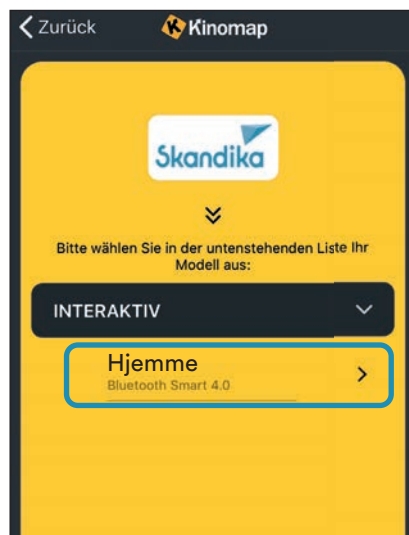 Zurück
Kinomap
Skandika
Bitte wählen Sie in der untenstehenden Liste Ihr
Modell aus:
INTERAKTIV
Hjemme
Bluetooth Smart 4.0